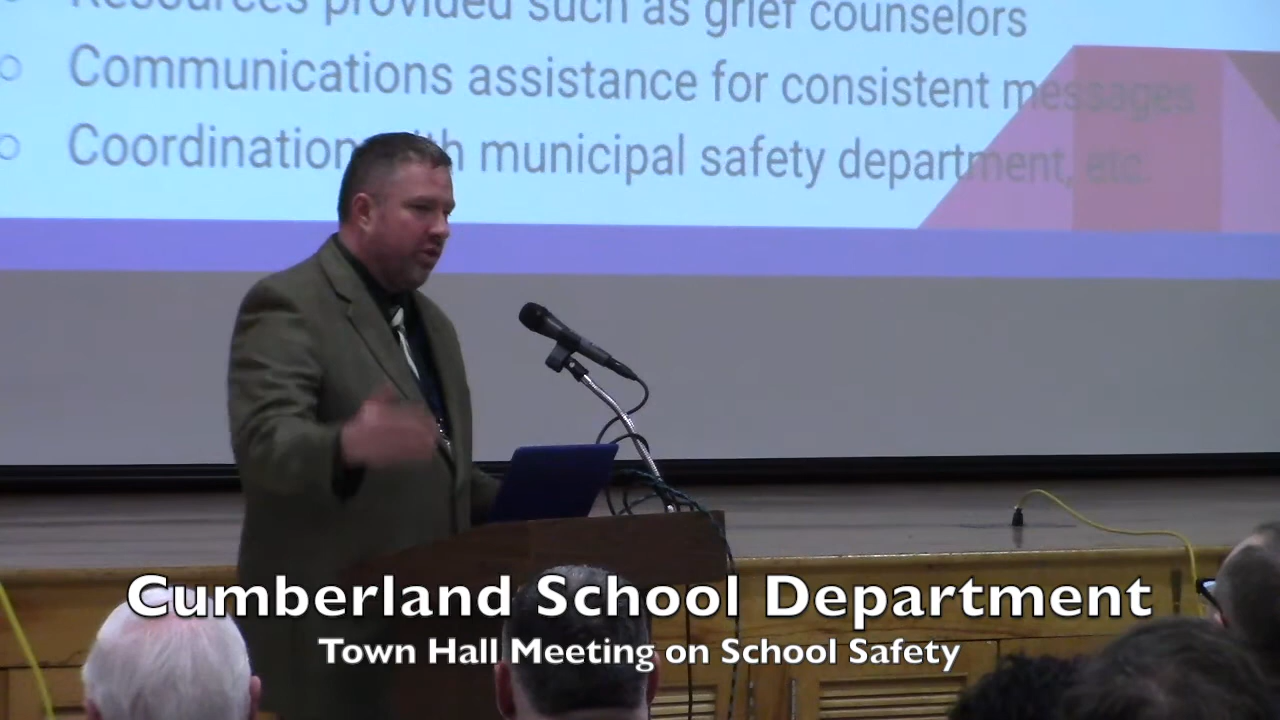 Resources provided such as grief counselors
Communications assistance for consistent messages
Coordination with municipal safety department, etc.
Cumberland School Department
Town Hall Meeting on School Safety